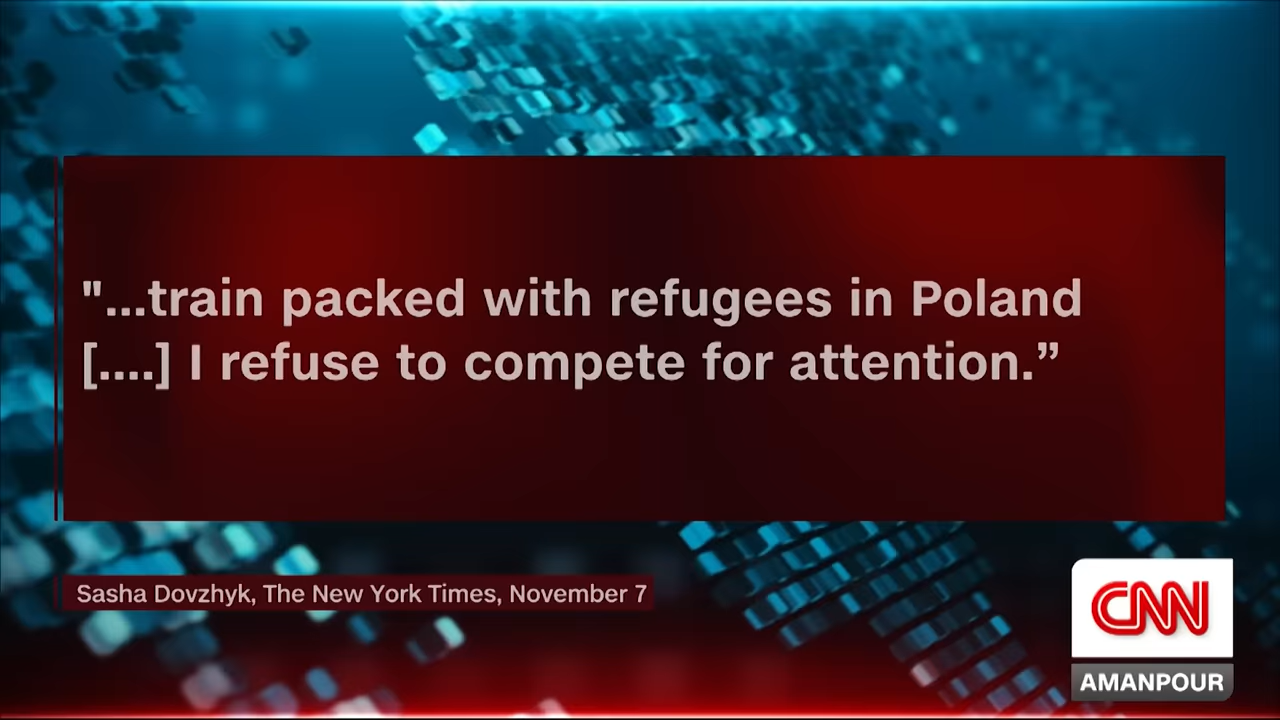 "...train packed with refugees in Poland
[....] I refuse to compete for attention.”
Sasha Dovzhyk, The New York Times, November 7
CNN
AMANPOUR